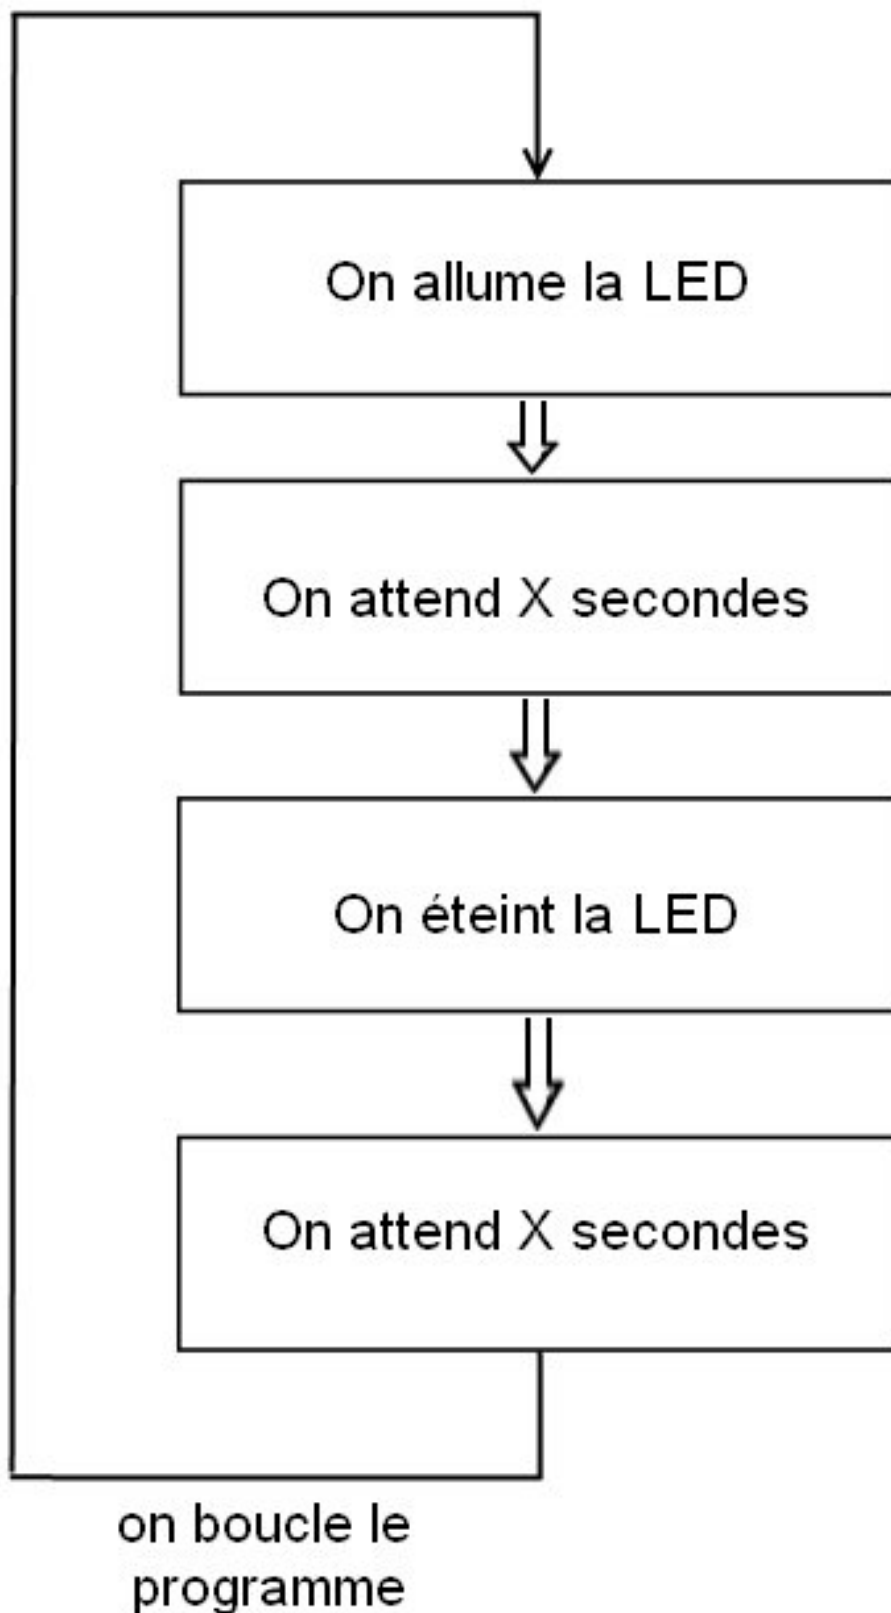 On allume la LED
On attend X secondes
On éteint la LED
On attend X secondes
on boucle le
programme